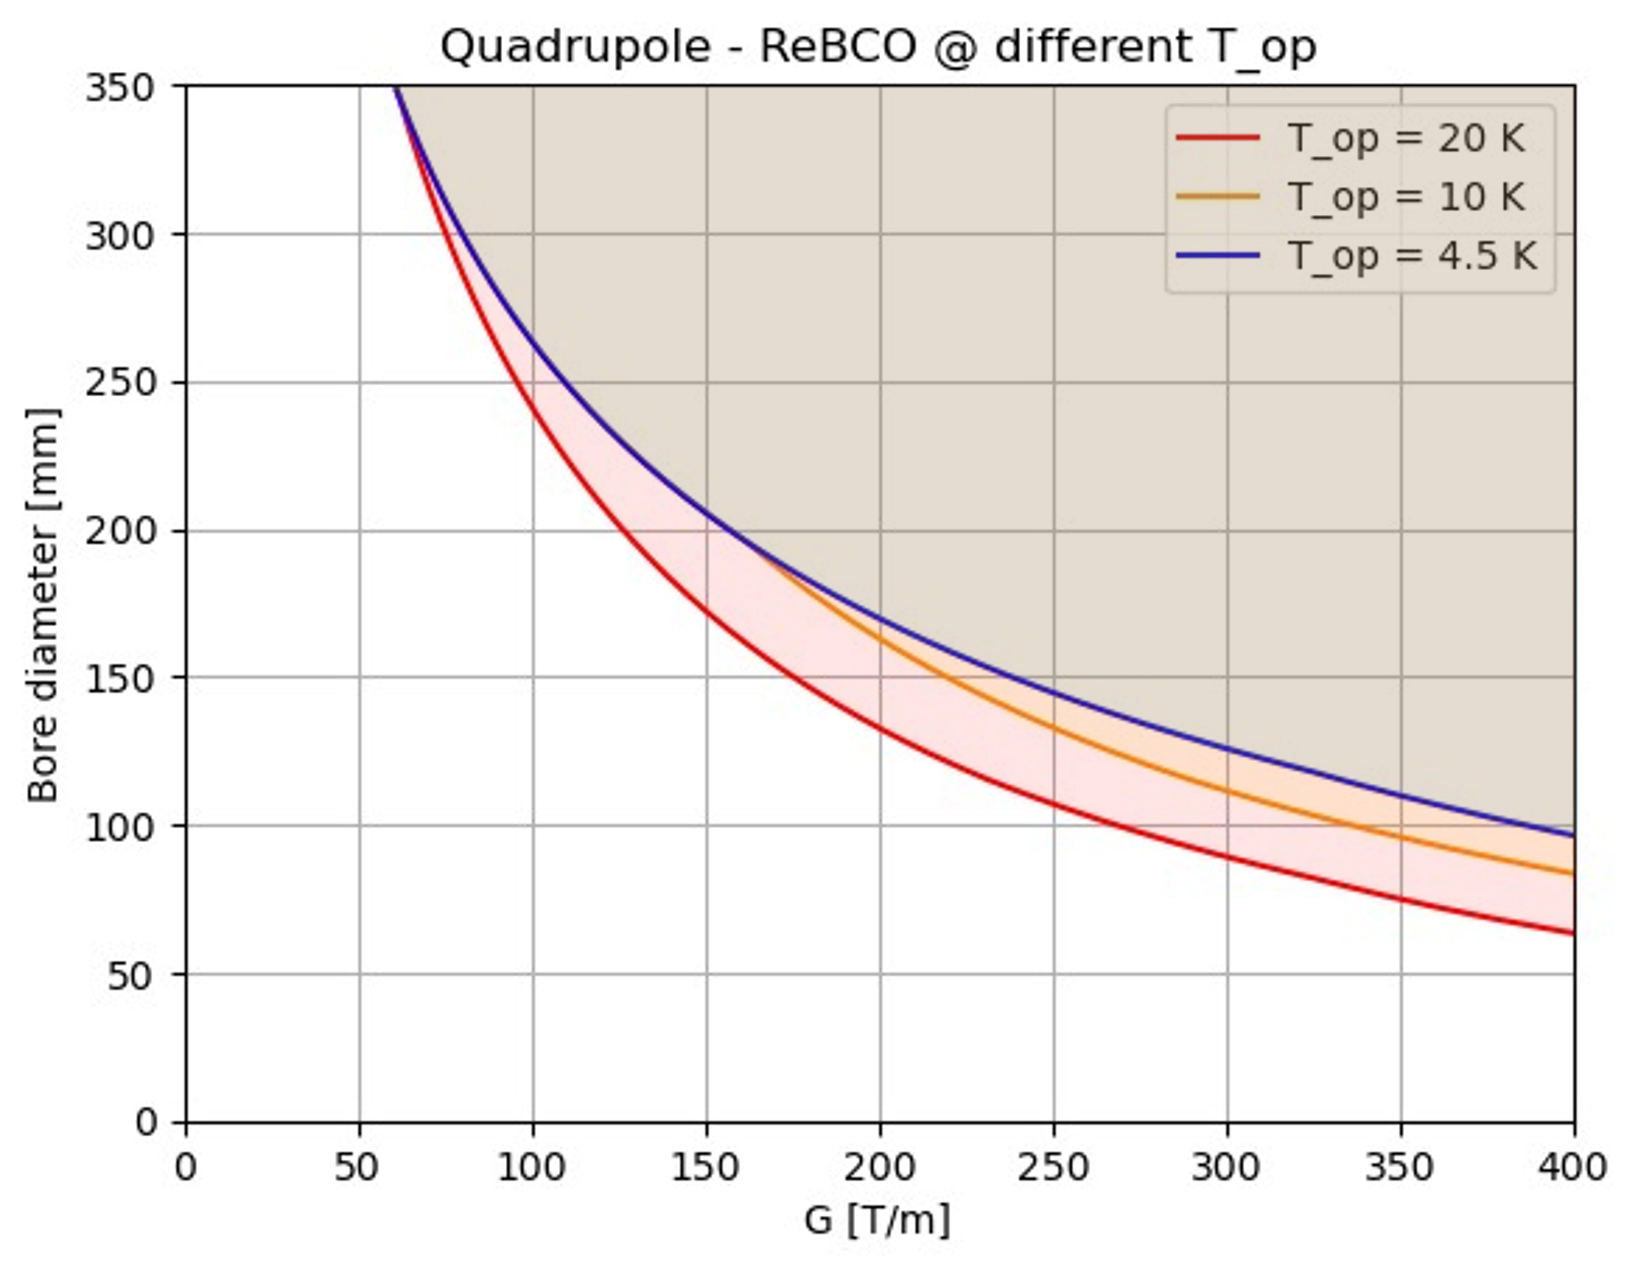 Quadrupole - ReBCO @ different T_op
350
300
250
200
150
100
50
0
Bore diameter [mm]
T_op = 20 K
T_op = 10 K
T_op = 4.5 K
0 50 100 150 200 250 300 350 400
G [T/m]